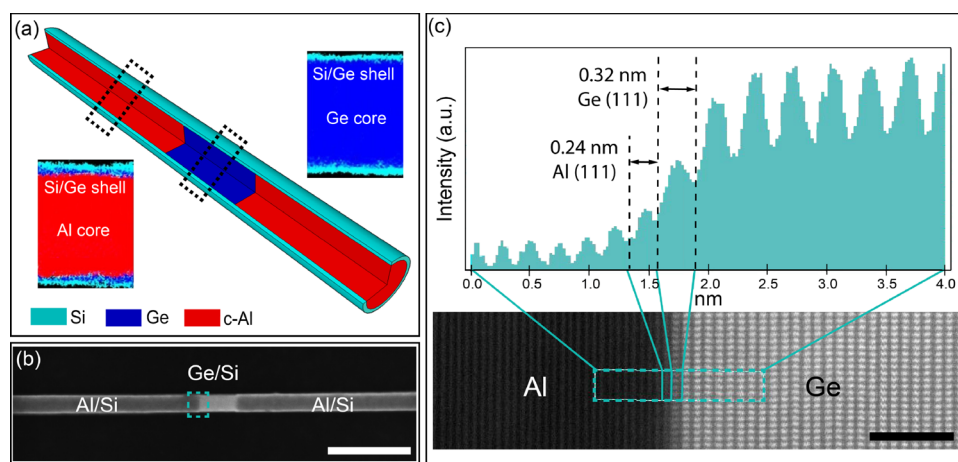 (a)
Si/Ge shell
Ge core
Si/Ge shell
Al core
Si
Ge
c-Al
(b)
Ge/Si
Al/Si
Al/Si
(c)
Intensity (a.u.)
0.32 nm
Ge (111)
0.24 nm
Al (111)
0.0 0.5 1.0 1.5 2.0 2.5 3.0 3.5 4.0
nm
Al
Ge